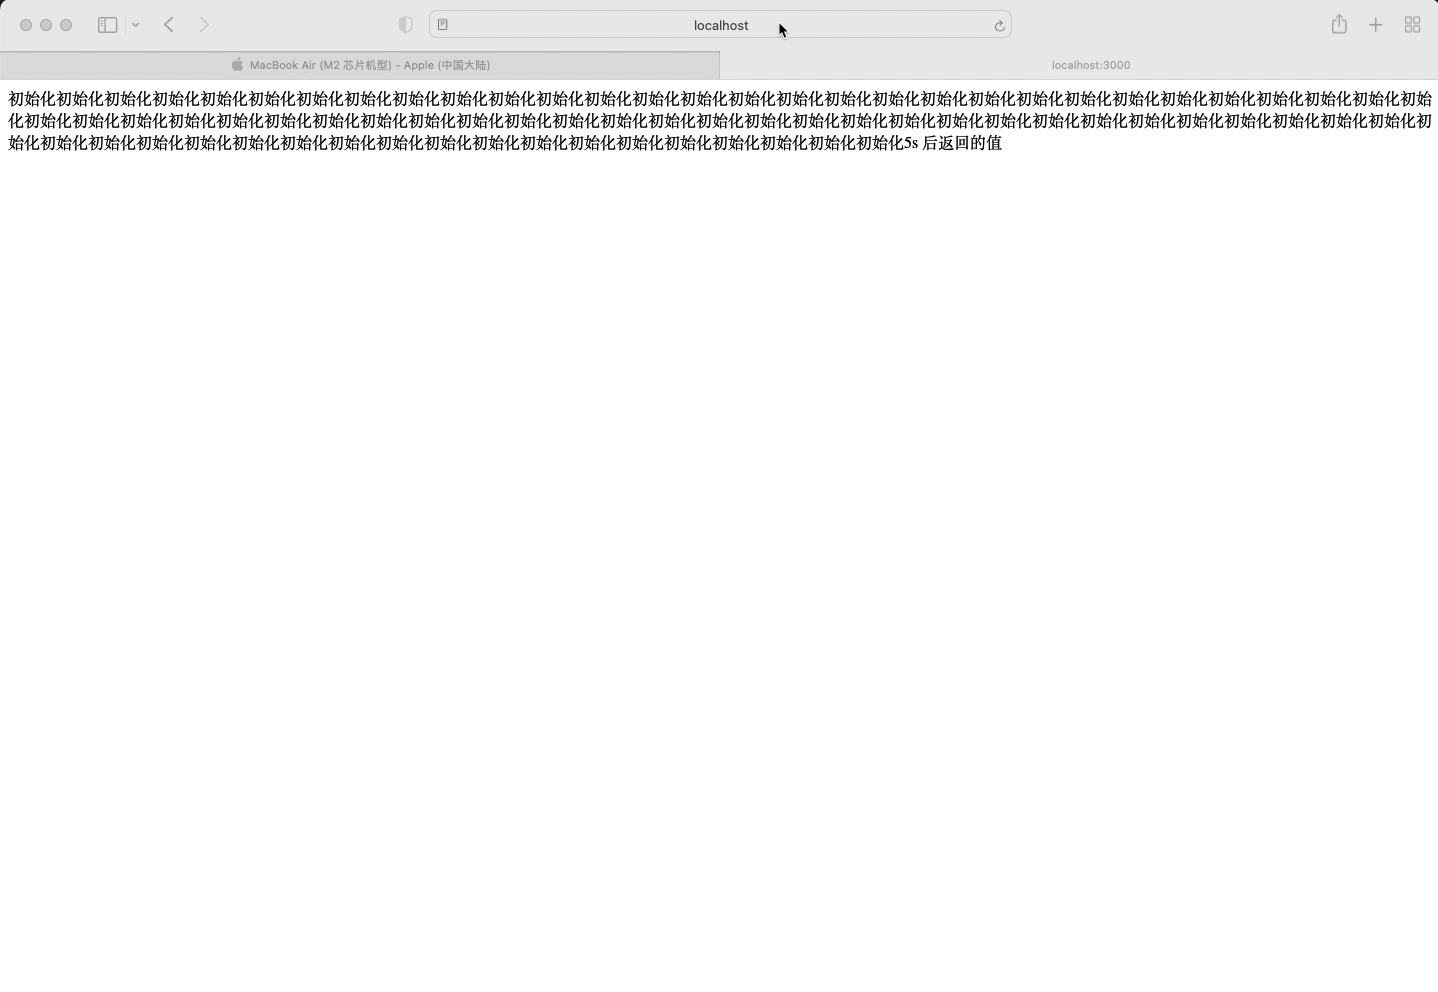 localhost
MacBook Air (M2 芯片机型) - Apple (中国大陆)
localhost:3000
初始化初始化初始化初始化初始化初始化初始化初始化初始化初始化初始化初始化初始化初始化初始化初始化初始化初始化初始化初始化初始化初始化初始化初始化初始化初始化初始化初始化初始化初始
化初始化初始化初始化初始化初始化初始化初始化初始化初始化初始化初始化初始化初始化初始化初始化初始化初始化初始化初始化初始化初始化初始化初始化初始化初始化初始化初始化初始化初始化初
始化初始化初始化初始化初始化初始化初始化初始化初始化初始化初始化初始化初始化初始化初始化初始化初始化初始化初始化5s 后返回的值